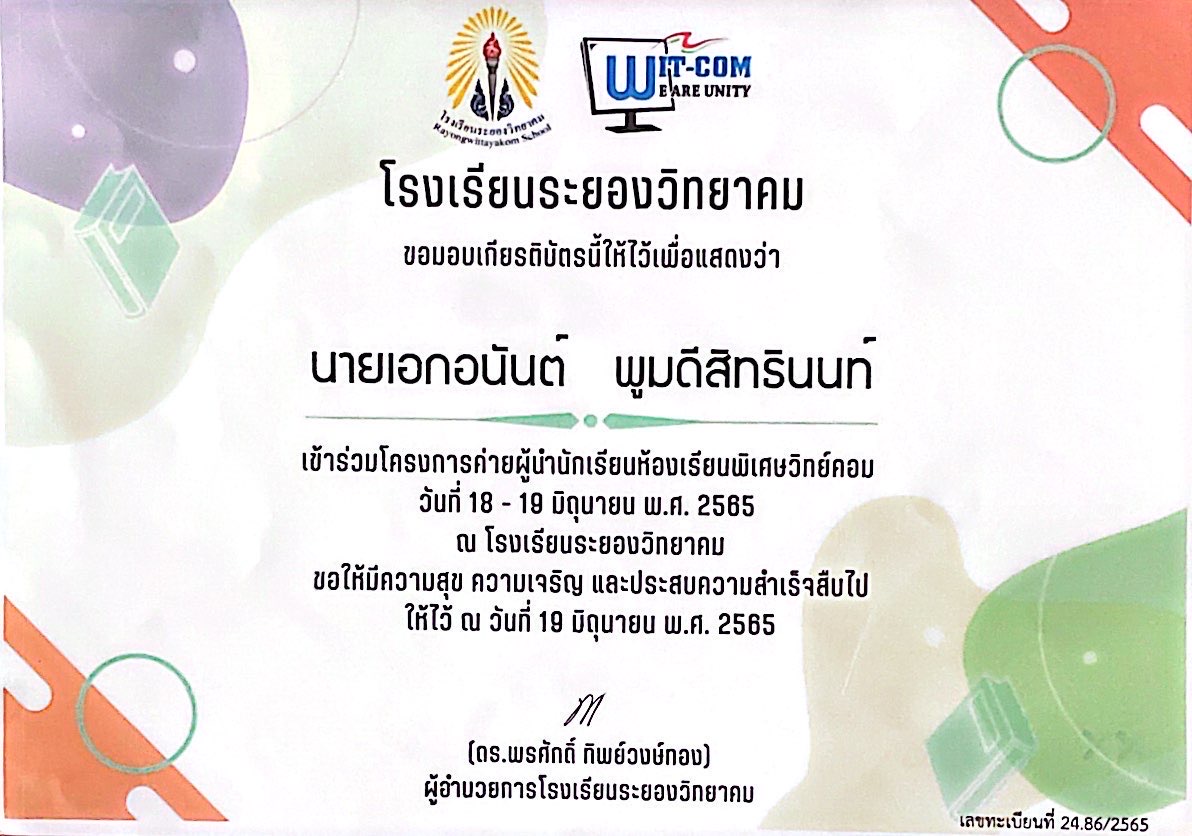 โรงเรียนระยองวิทยาคม
Rayongwittayakom School
WIT-COM
WE ARE UNITY
โรงเรียนระยองวิทยาคม
ขอมอบเกียรติบัตรนี้ให้ไว้เพื่อแสดงว่า
นายเอกอนันต์ พูมดีสิทธินนท์
เข้าร่วมโครงการค่ายผู้นำนักเรียนห้องเรียนพิเศษวิทย์คอม
วันที่ 18 - 19 มิถุนายน พ.ศ. 2565
ณ โรงเรียนระยองวิทยาคม
ขอให้มีความสุข ความเจริญ และประสบความสำเร็จสืบไป
ให้ไว้ ณ วันที่ 19 มิถุนายน พ.ศ. 2565
(ดร.พรศักดิ์ ทิพย์วงษ์ทอง)
ผู้อำนวยการโรงเรียนระยองวิทยาคม
เลขทะเบียนที่ 24.86/2565